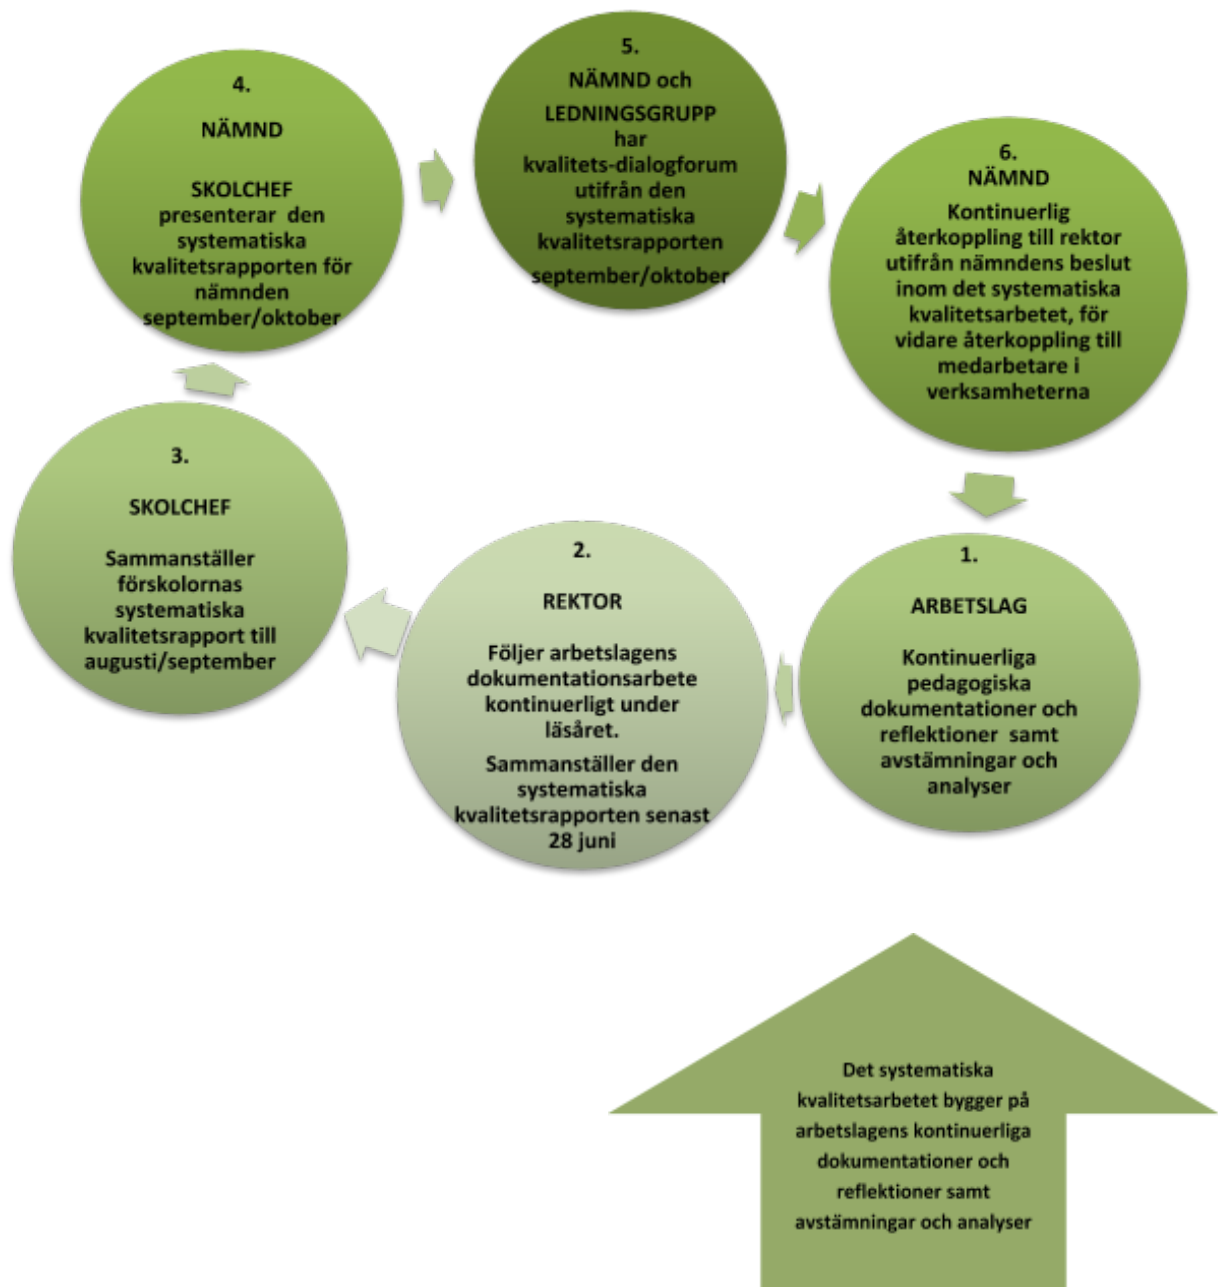 5.
NÄMND och
LEDNINGSGRUPP
har
kvalitets-dialogforum
utifrån den
systematiska
kvalitetsrapporten
september/oktober
4.
NÄMND
SKOLCHEF
presenterar den
systematiska
kvalitetsrapporten för
nämnden
september/oktober
6.
NÄMND
Kontinuerlig
återkoppling till rektor
utifrån nämndens beslut
inom det systematiska
kvalitetsarbetet, för
vidare återkoppling till
medarbetare i
verksamheterna
3.
SKOLCHEF
Sammanställer
förskolornas
systematiska
kvalitetsrapport till
augusti/september
2.
REKTOR
Följer arbetslagens
dokumentationsarbete
kontinuerligt under
läsåret.
Sammanställer den
systematiska
kvalitetsrapporten senast
28 juni
1.
ARBETSLAG
Kontinuerliga
pedagogiska
dokumentationer och
reflektioner samt
avstämningar och
analyser
Det systematiska
kvalitetsarbetet bygger på
arbetslagens kontinuerliga
dokumentationer och
reflektioner samt
avstämningar och analyser